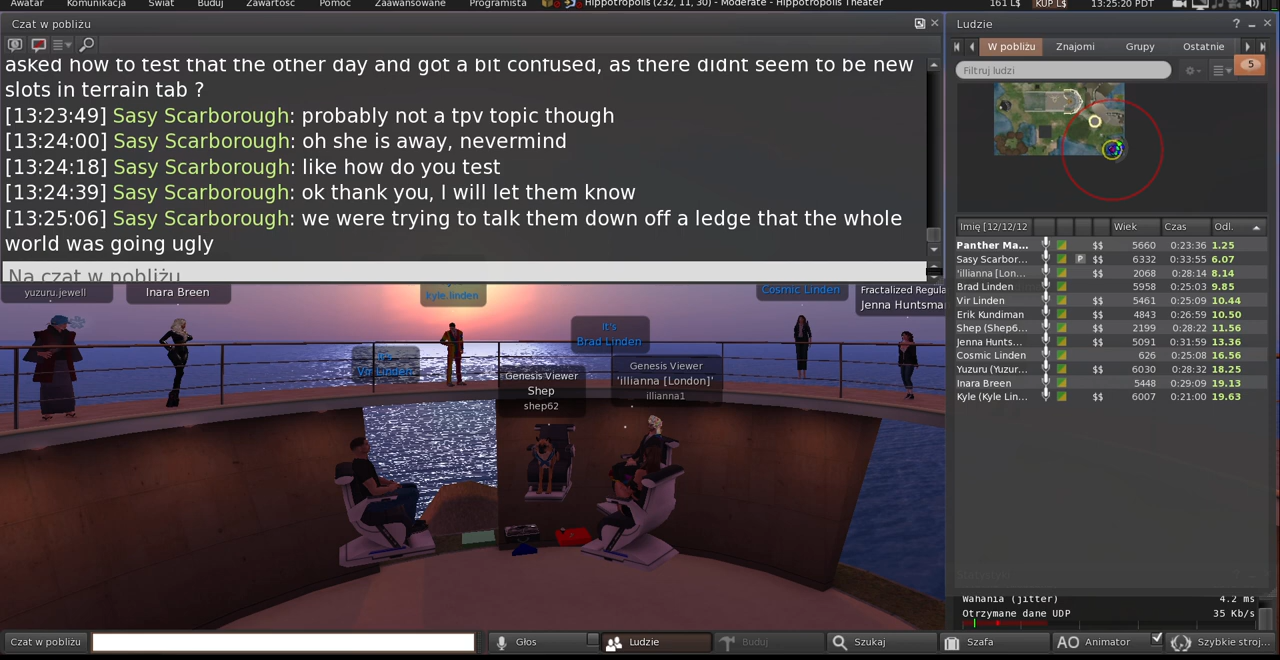 Awatar Komunikacja Świat Buduj Zawartość Pomoc Zaawansowane Programista Hippotropolis (232, 11, 30) - Moderate - Hippotropolis Theater 161 L$ KUP L$ 13:25:20 PDT
Czat w pobliżu
asked how to test that the other day and got a bit confused, as there didnt seem to be new
slots in terrain tab ?
[13:23:49] Sasy Scarborough: probably not a tpv topic though
[13:24:00] Sasy Scarborough: oh she is away, nevermind
[13:24:18] Sasy Scarborough: like how do you test
[13:24:39] Sasy Scarborough: ok thank you, I will let them know
[13:25:06] Sasy Scarborough: we were trying to talk them down off a ledge that the whole
world was going ugly
Na czat w pobliżu
yuzuru.jewell
Inara Breen
kyle.linden
Cosmic Linden
Fractalized Regula
Jenna Huntsma
It's
Brad Linden
Vir Linden
Genesis Viewer
Shep
shep62
Genesis Viewer
'illianna [London]'
illianna1
Ludzie
W pobliżu Znajomi Grupy Ostatnie
5
Filtruj ludzi
Imię [12/12/12 Wiek Czas Odl.
Panther Ma... $$ 5660 0:23:36 1.25
Sasy Scarbor... P $$ 6332 0:33:55 6.07
'illianna [Lon... $$ 2068 0:28:14 8.14
Brad Linden 5958 0:25:03 9.85
Vir Linden $$ 5461 0:25:09 10.44
Erik Kundiman $$ 4843 0:26:59 10.50
Shep (Shep6... $$ 2199 0:28:22 11.56
Jenna Hunts... $$ 5091 0:31:59 13.36
Cosmic Linden 626 0:25:08 16.56
Yuzuru (Yuzur... $$ 6030 0:28:32 18.25
Inara Breen 5448 0:29:09 19.13
Kyle (Kyle Lin... $$ 6007 0:21:00 19.63
Wahania (jitter) 4.2 ms
Otrzymane dane UDP 35 Kb/s
Czat w pobliżu Głos Ludzie Buduj Szukaj Szafa AO Animator Szybkie stroj...